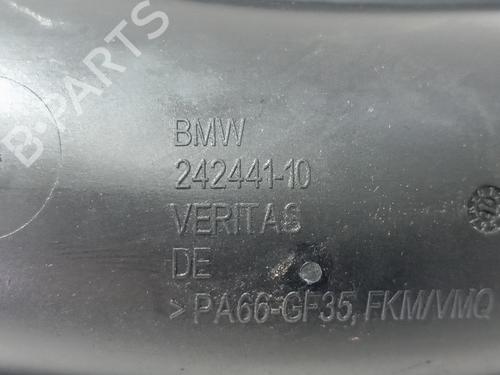 B-PARTS
BMW
242441-10
VERITAS
DE
>PA66-GF35, FKM/VMQ